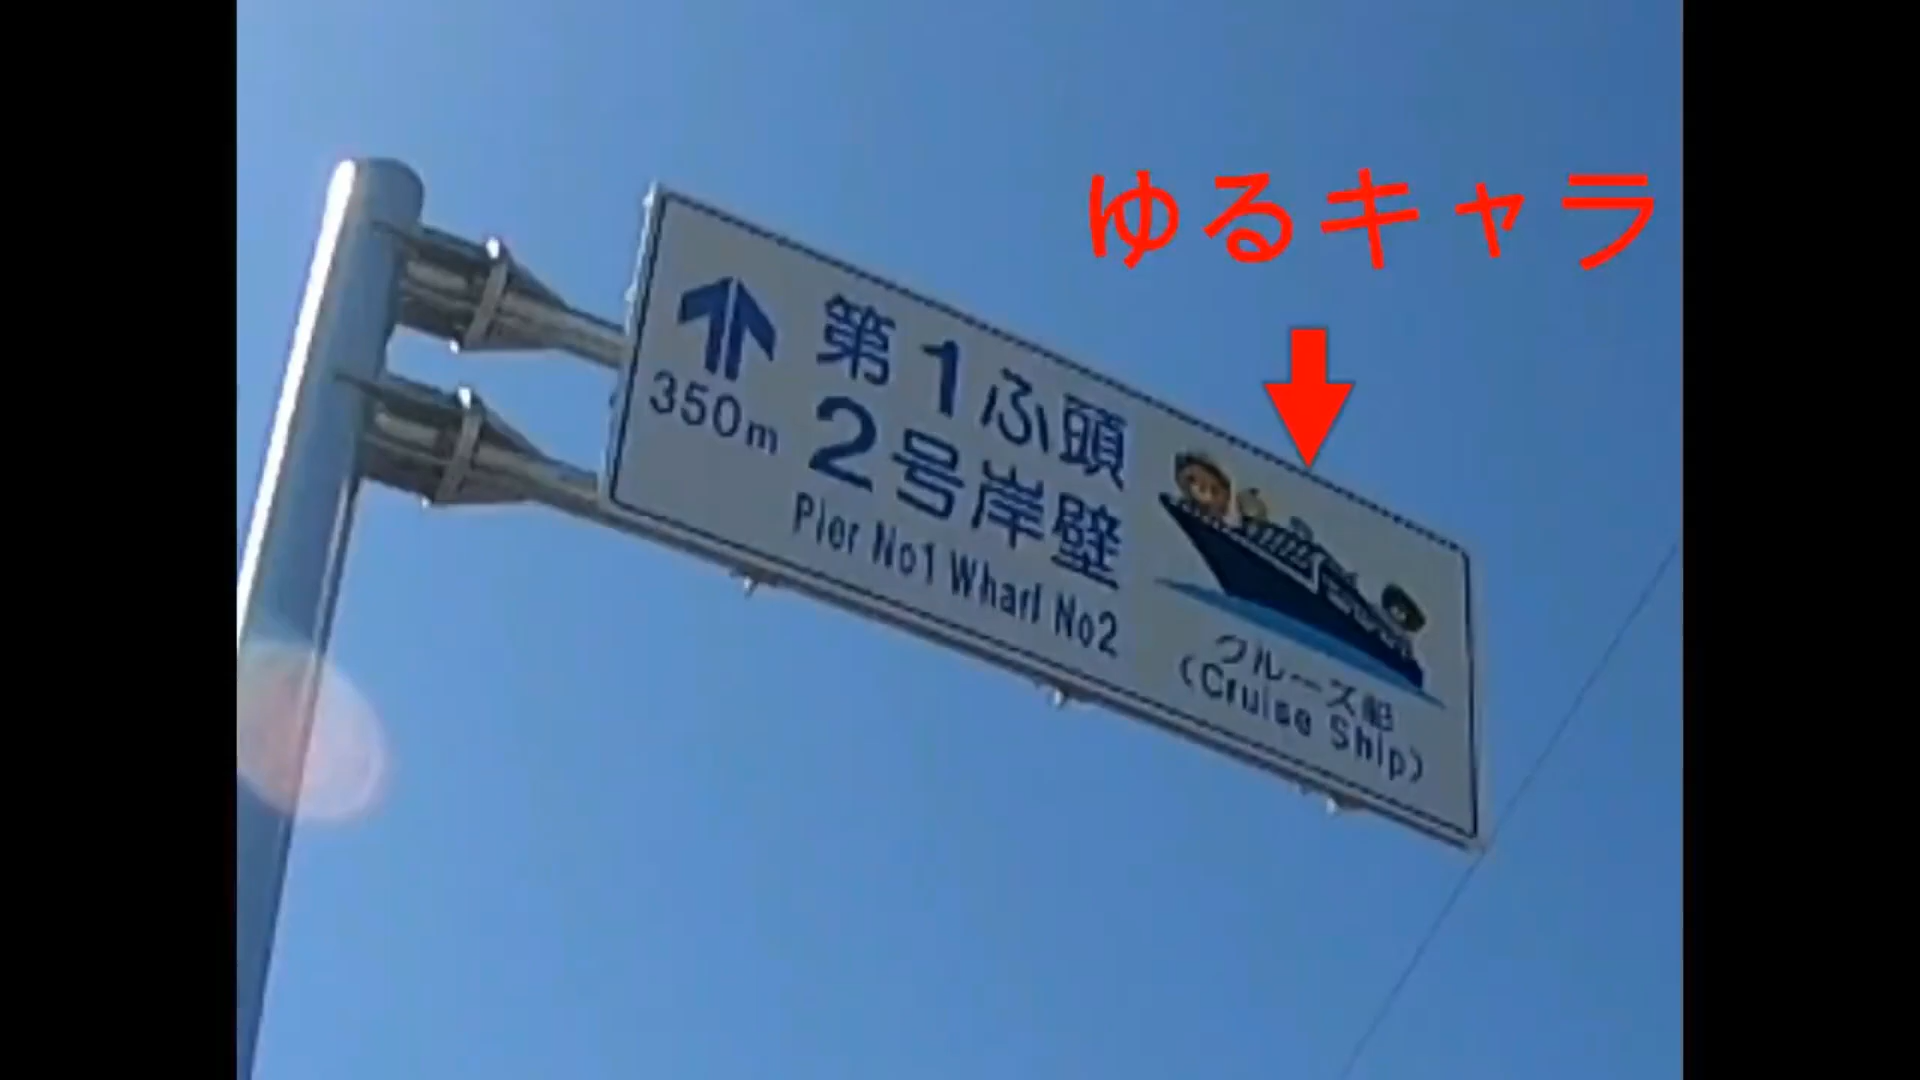 ゆるキャラ
第1ふ頭
350m
2号岸壁
Pier No1 Wharf No2
クルーズ船
(Cruise Ship)